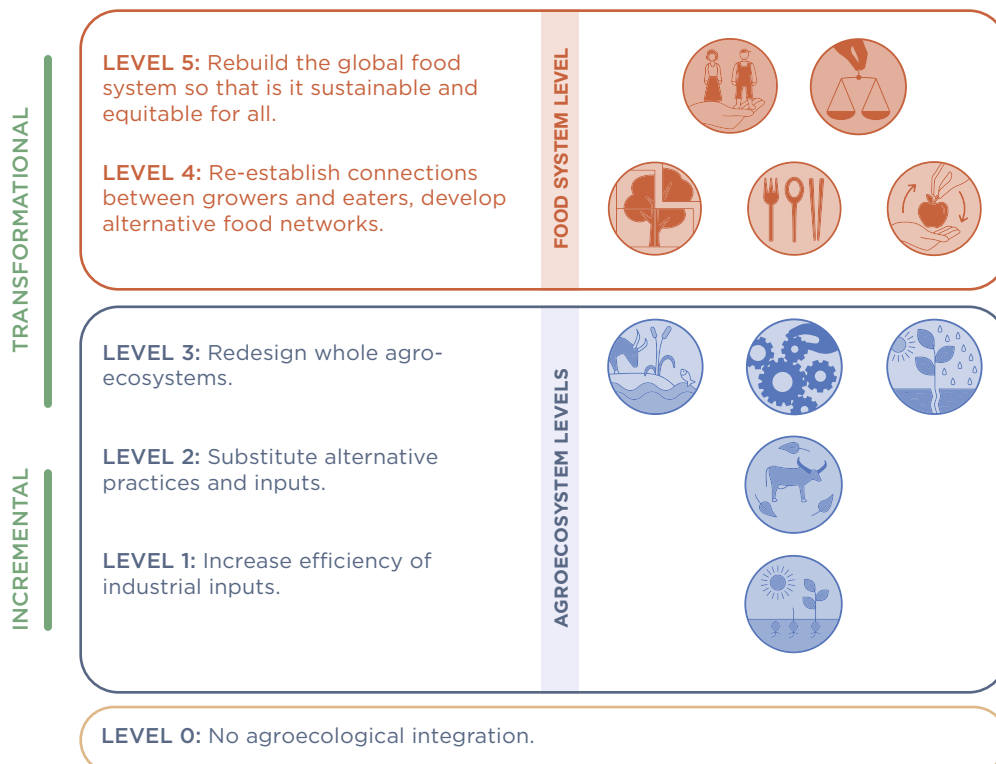 TRANSFORMATIONAL
INCREMENTAL
LEVEL 5: Rebuild the global food
system so that is it sustainable and
equitable for all.
LEVEL 4: Re-establish connections
between growers and eaters, develop
alternative food networks.
FOOD SYSTEM LEVEL
LEVEL 3: Redesign whole agro-
ecosystems.
LEVEL 2: Substitute alternative
practices and inputs.
LEVEL 1: Increase efficiency of
industrial inputs.
AGROECOSYSTEM LEVELS
LEVEL 0: No agroecological integration.